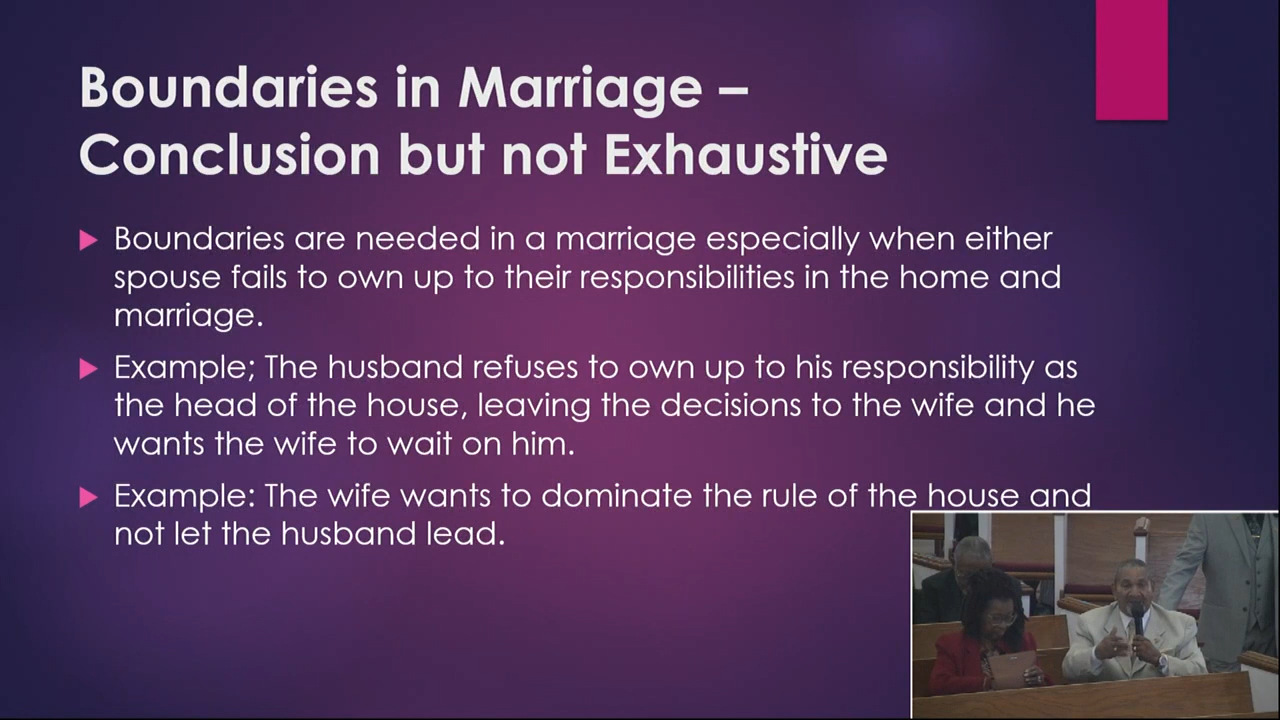 Boundaries in Marriage –
Conclusion but not Exhaustive
Boundaries are needed in a marriage especially when either
spouse fails to own up to their responsibilities in the home and
marriage.
Example; The husband refuses to own up to his responsibility as
the head of the house, leaving the decisions to the wife and he
wants the wife to wait on him.
Example: The wife wants to dominate the rule of the house and
not let the husband lead.